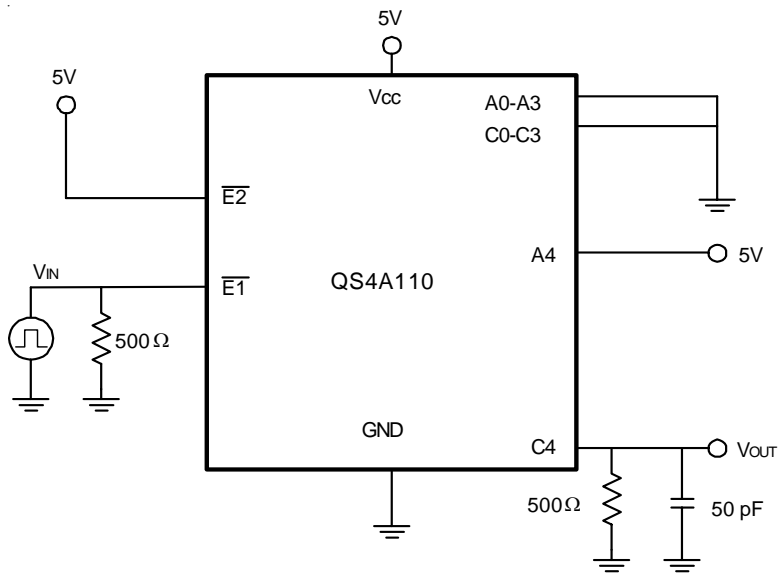 5V
5V
Vcc
A0-A3
C0-C3
E2
A4
5V
VIN
E1
QS4A110
500Ω
GND
C4
VOUT
500Ω
50 pF